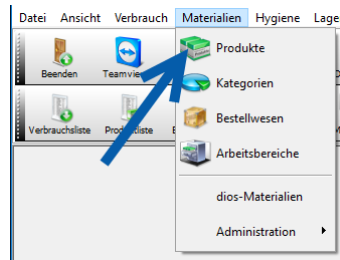 Datei Ansicht Verbrauch Materialien Hygiene Lage
Beenden
Produkte
Kategorien
Verbrauchsliste
Bestellwesen
Arbeitsbereiche
dios-Materialien
Administration